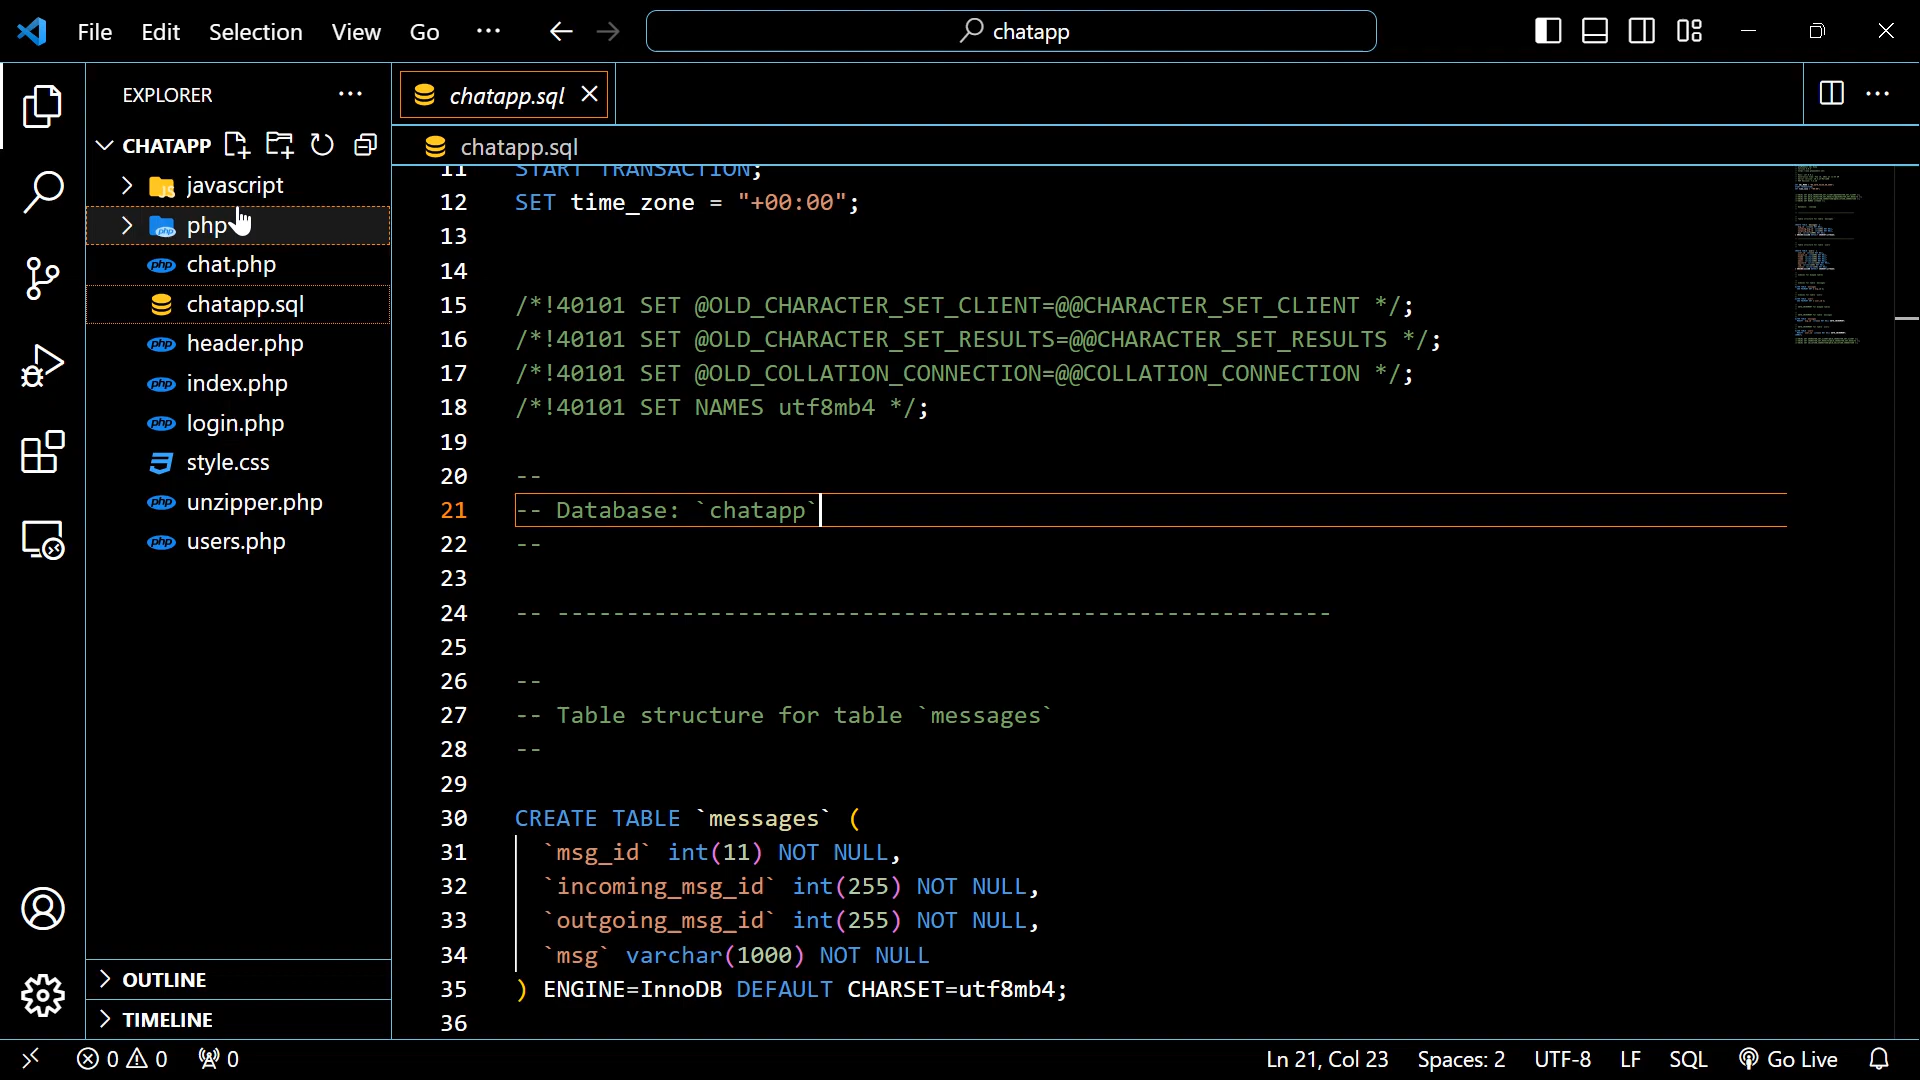 File Edit Selection View Go ··· chatapp
EXPLORER ···
CHATAPP
javascript
php
chat.php
chatapp.sql
header.php
index.php
login.php
style.css
unzipper.php
users.php
OUTLINE
TIMELINE
chatapp.sql
chatapp.sql
11 START TRANSACTION;
12 SET time_zone = "+00:00";
13
14
15 /*!40101 SET @OLD_CHARACTER_SET_CLIENT=@@CHARACTER_SET_CLIENT */;
16 /*!40101 SET @OLD_CHARACTER_SET_RESULTS=@@CHARACTER_SET_RESULTS */;
17 /*!40101 SET @OLD_COLLATION_CONNECTION=@@COLLATION_CONNECTION */;
18 /*!40101 SET NAMES utf8mb4 */;
19
20 --
21 -- Database: `chatapp`
22 --
23
24 -- --------------------------------------------------------
25
26 --
27 -- Table structure for table `messages`
28 --
29
30 CREATE TABLE `messages` (
31 `msg_id` int(11) NOT NULL,
32 `incoming_msg_id` int(255) NOT NULL,
33 `outgoing_msg_id` int(255) NOT NULL,
34 `msg` varchar(1000) NOT NULL
35 ) ENGINE=InnoDB DEFAULT CHARSET=utf8mb4;
36
0 0 0 Ln 21, Col 23 Spaces: 2 UTF-8 LF SQL Go Live